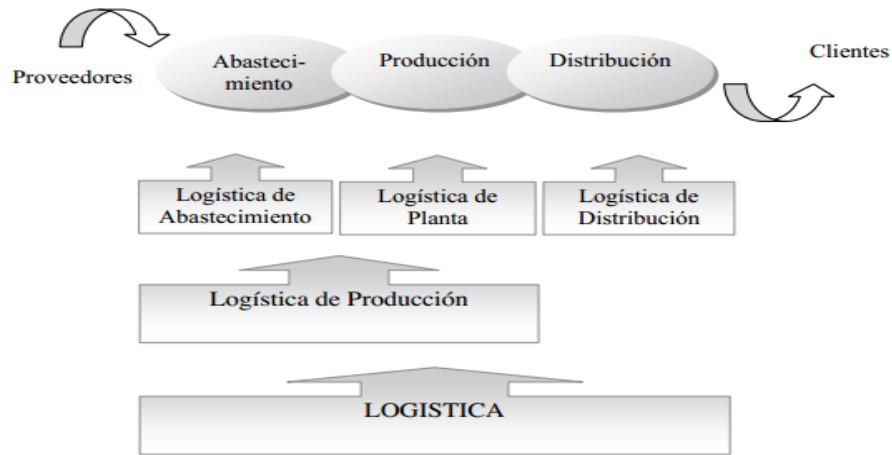 Proveedores
Abasteci-
miento
Producción
Distribución
Clientes
Logística de
Abastecimiento
Logística de
Planta
Logística de
Distribución
Logística de Producción
LOGISTICA